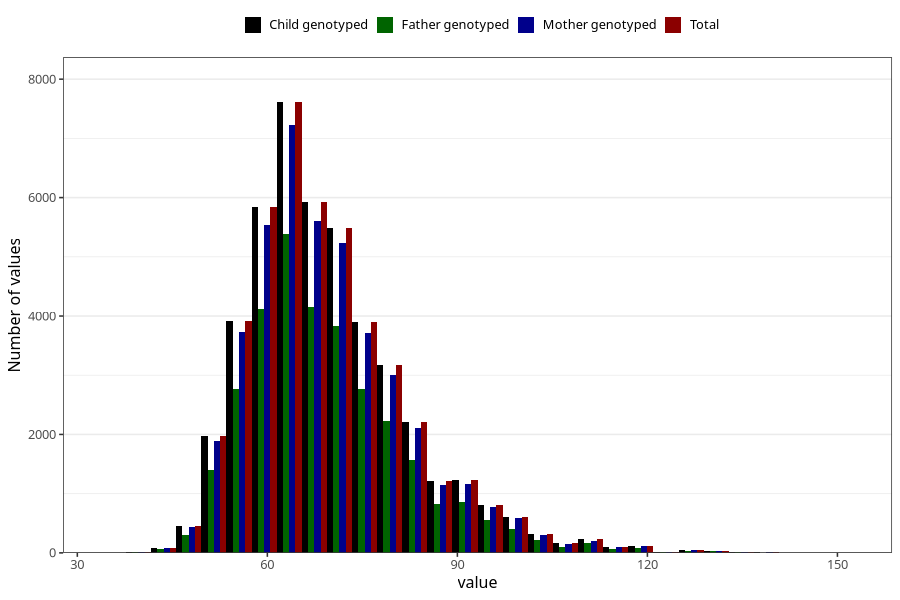 Child genotyped Father genotyped Mother genotyped Total
8000
6000
4000
2000
0
Number of values
30 60 90 120 150
value